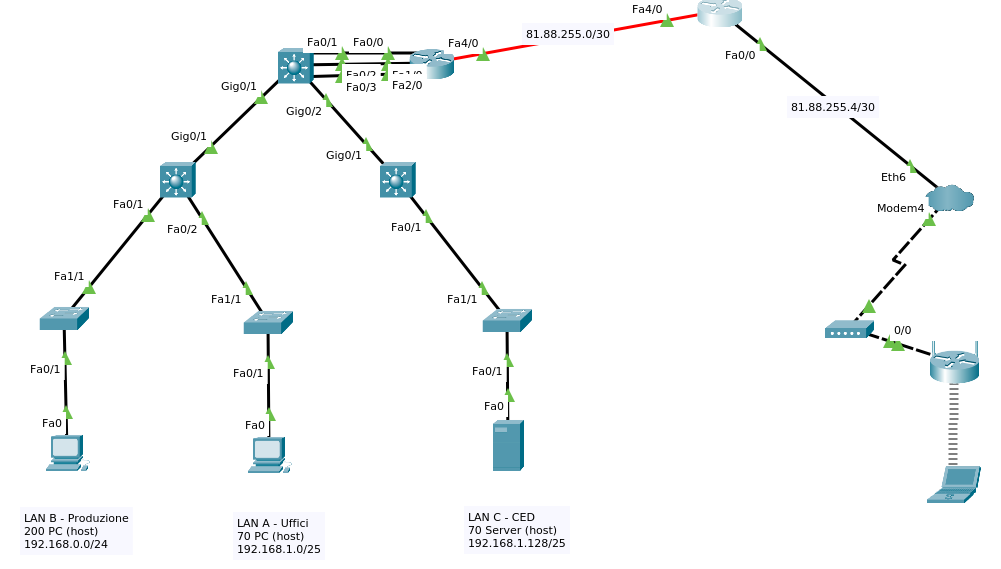 Fa4/0
81.88.255.0/30
Fa0/1
Fa0/0
Fa4/0
Fa0/0
Fa0/2
Fa1/0
Fa0/3
Fa2/0
Gig0/1
Gig0/2
81.88.255.4/30
Gig0/1
Gig0/1
Eth6
Fa0/1
Fa0/2
Fa0/1
Modem4
Fa1/1
Fa1/1
Fa1/1
0/0
Fa0/1
Fa0/1
Fa0/1
Fa0
Fa0
Fa0
LAN B - Produzione
200 PC (host)
192.168.0.0/24
LAN A - Uffici
70 PC (host)
192.168.1.0/25
LAN C - CED
70 Server (host)
192.168.1.128/25